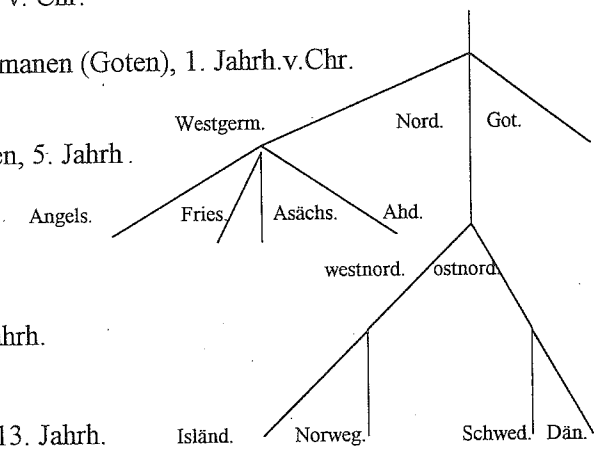 v. Chr.
manen (Goten), 1. Jahrh.v.Chr.
Westgerm. Nord. Got.
en, 5. Jahrh.
Angels. Fries. Asächs. Ahd.
westnord. ostnord.
ahrh.
13. Jahrh. Isländ. Norweg. Schwed. Dän.